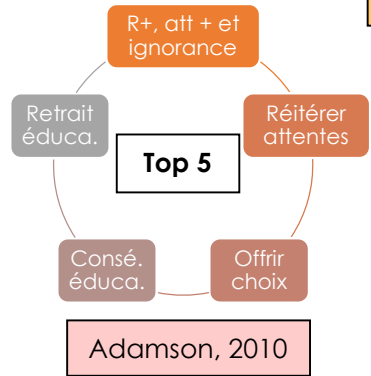 R+, att + et
ignorance
Retrait
éduca.
Réitérer
attentes
Top 5
Consé.
éduca.
Offrir
choix
Adamson, 2010